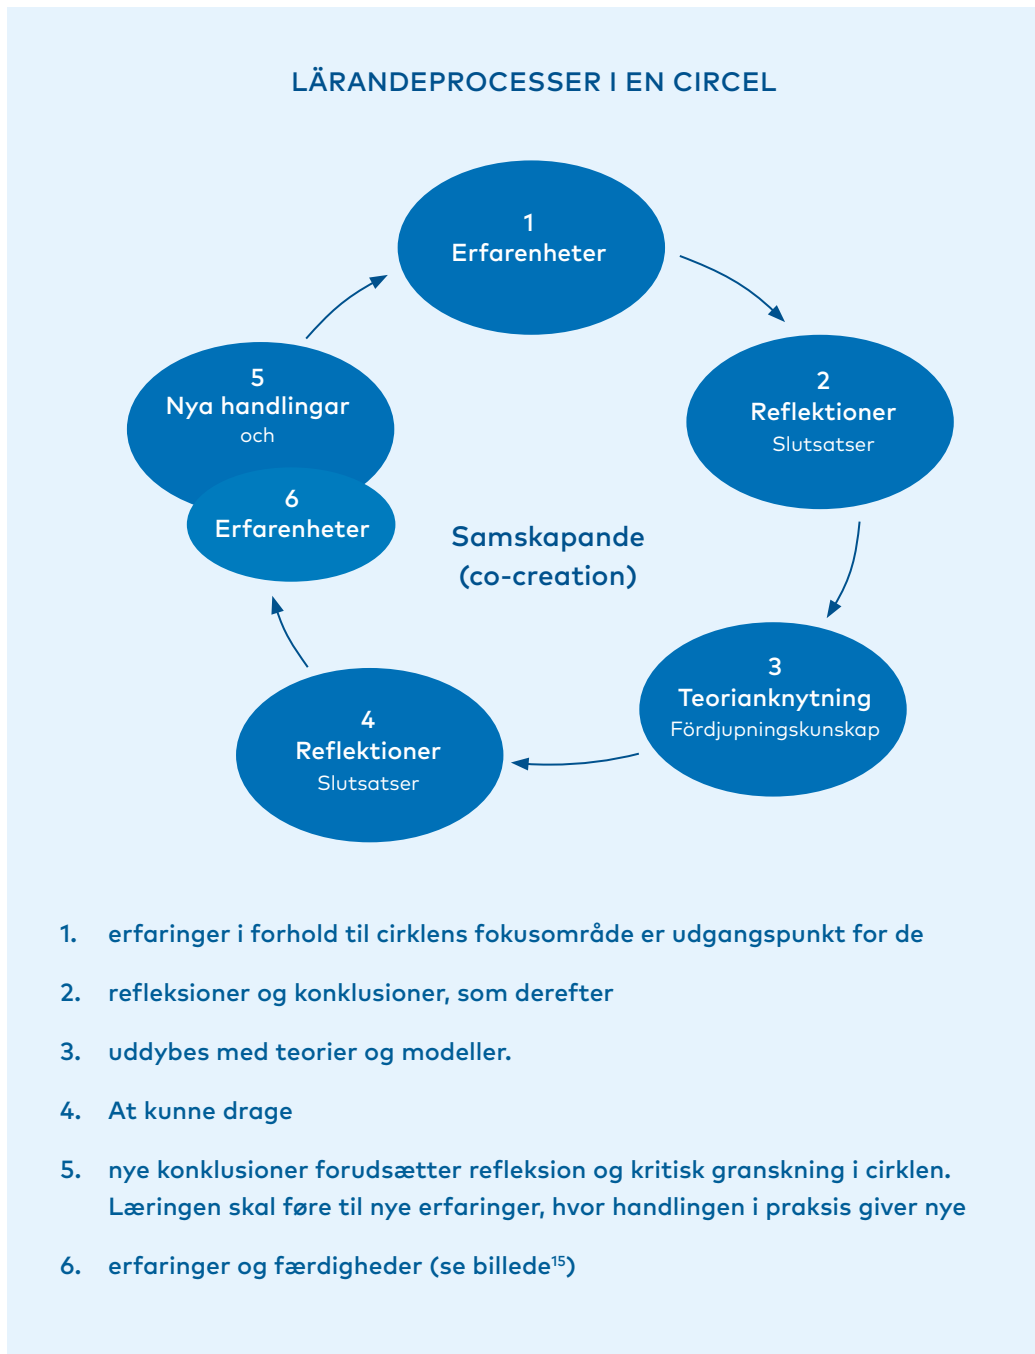 LÄRANDEPROCESSER I EN CIRCEL
1
Erfarenheter
2
Reflektioner
Slutsatser
3
Teorianknytning
Fördjupningskunskap
4
Reflektioner
Slutsatser
5
Nya handlingar
och
6
Erfarenheter
Samskapande
(co-creation)
1. erfaringer i forhold til cirklens fokusområde er udgangspunkt for de
2. refleksioner og konklusioner, som derefter
3. uddybes med teorier og modeller.
4. At kunne drage
5. nye konklusioner forudsætter refleksion og kritisk granskning i cirklen.
Læringen skal føre til nye erfaringer, hvor handlingen i praksis giver nye
6. erfaringer og færdigheder (se billede¹⁵)